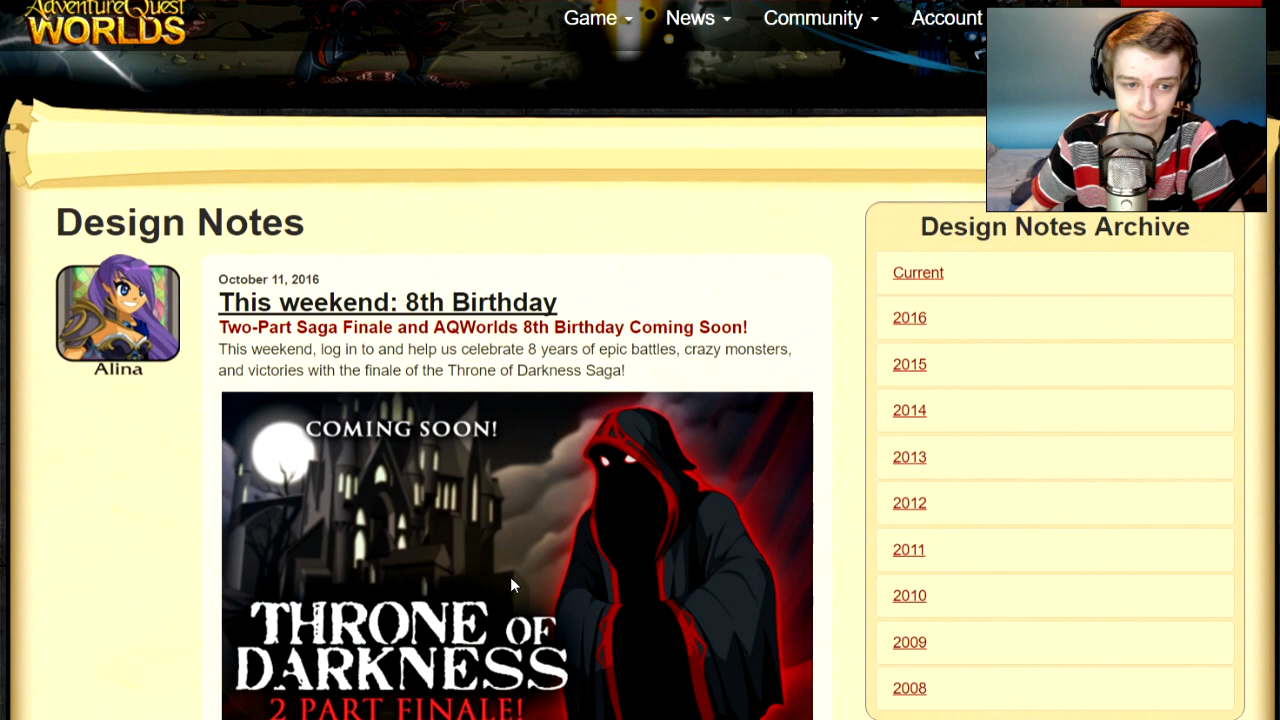 AdventureQuest
WORLDS
Game
News
Community
Account
Design Notes
Alina
October 11, 2016
This weekend: 8th Birthday
Two-Part Saga Finale and AQWorlds 8th Birthday Coming Soon!
This weekend, log in to and help us celebrate 8 years of epic battles, crazy monsters,
and victories with the finale of the Throne of Darkness Saga!
COMING SOON!
THRONE OF
DARKNESS
2 PART FINALE!
Design Notes Archive
Current
2016
2015
2014
2013
2012
2011
2010
2009
2008